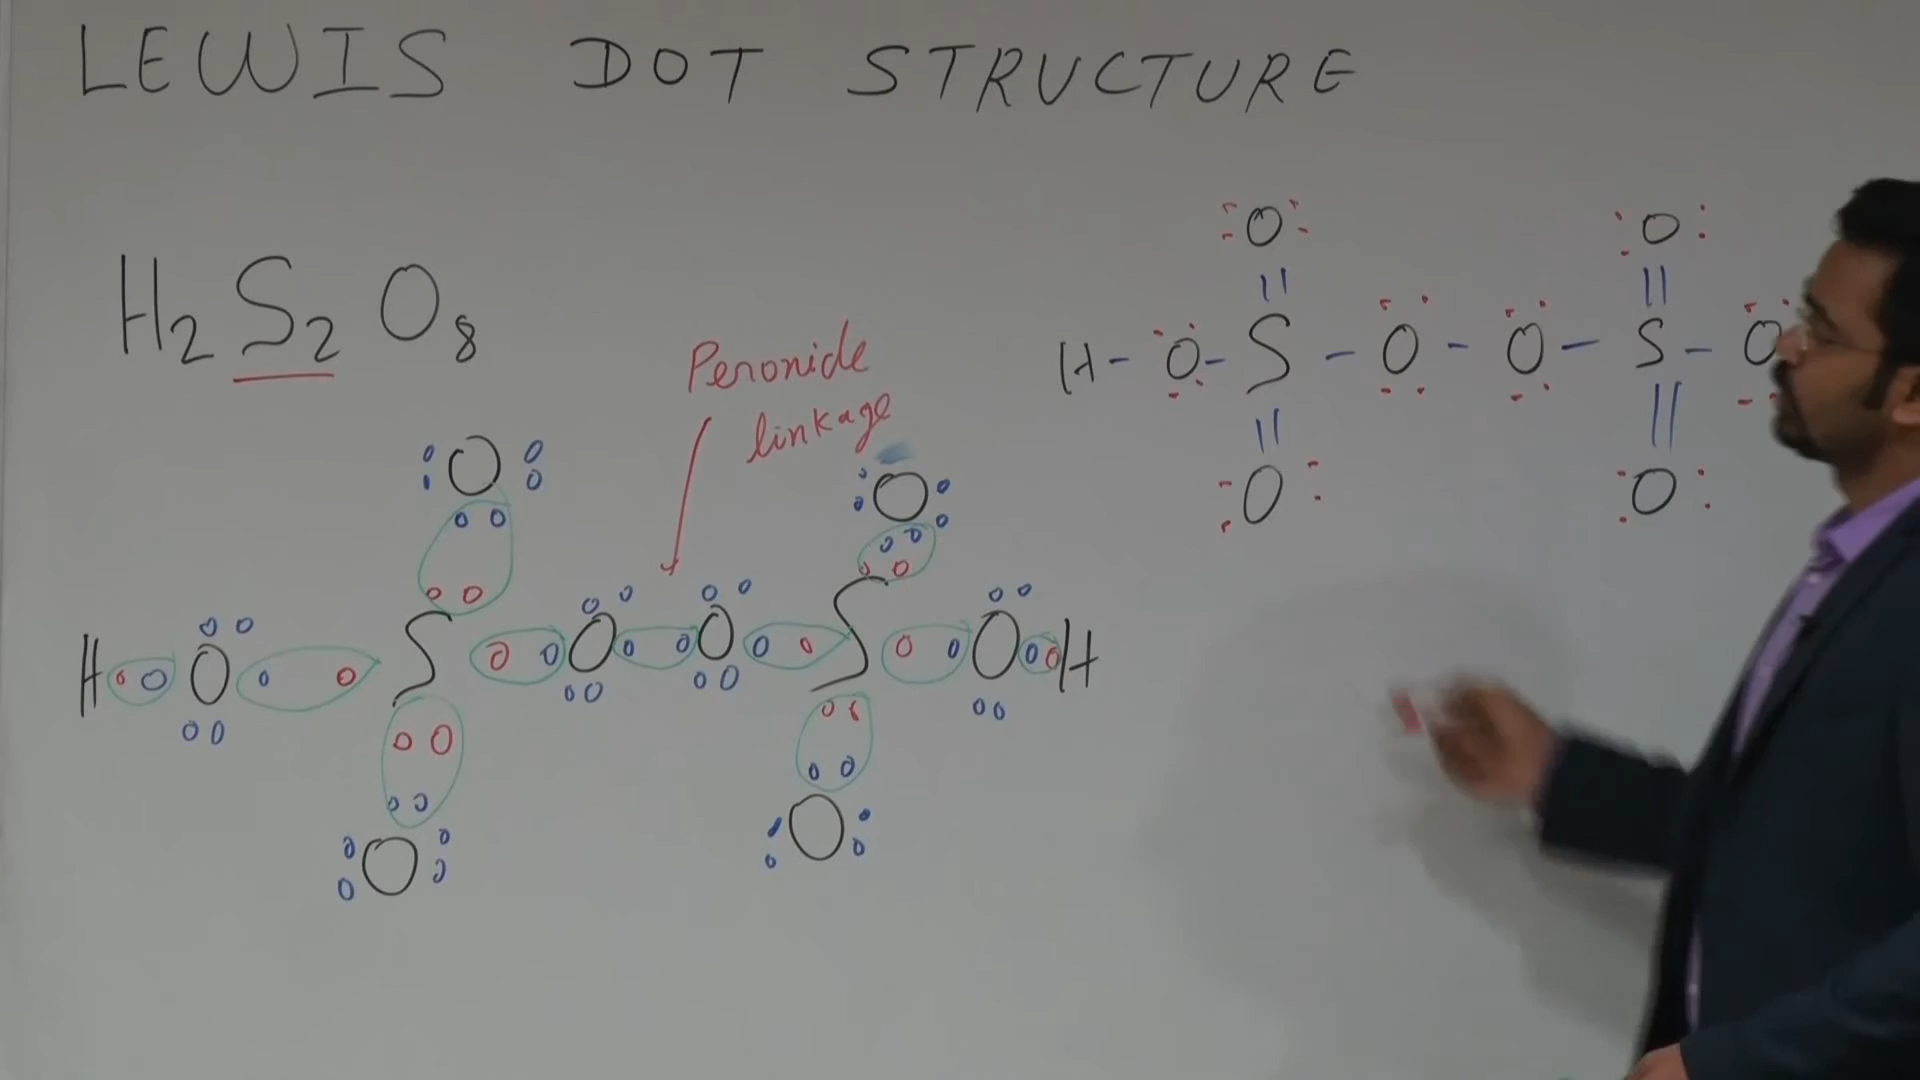 LEWIS DOT STRUCTURE
H₂S₂O₈
Peroxide
linkage
O O
H O S O O S O H
O O
O O
H - O - S - O - O - S - O
O O